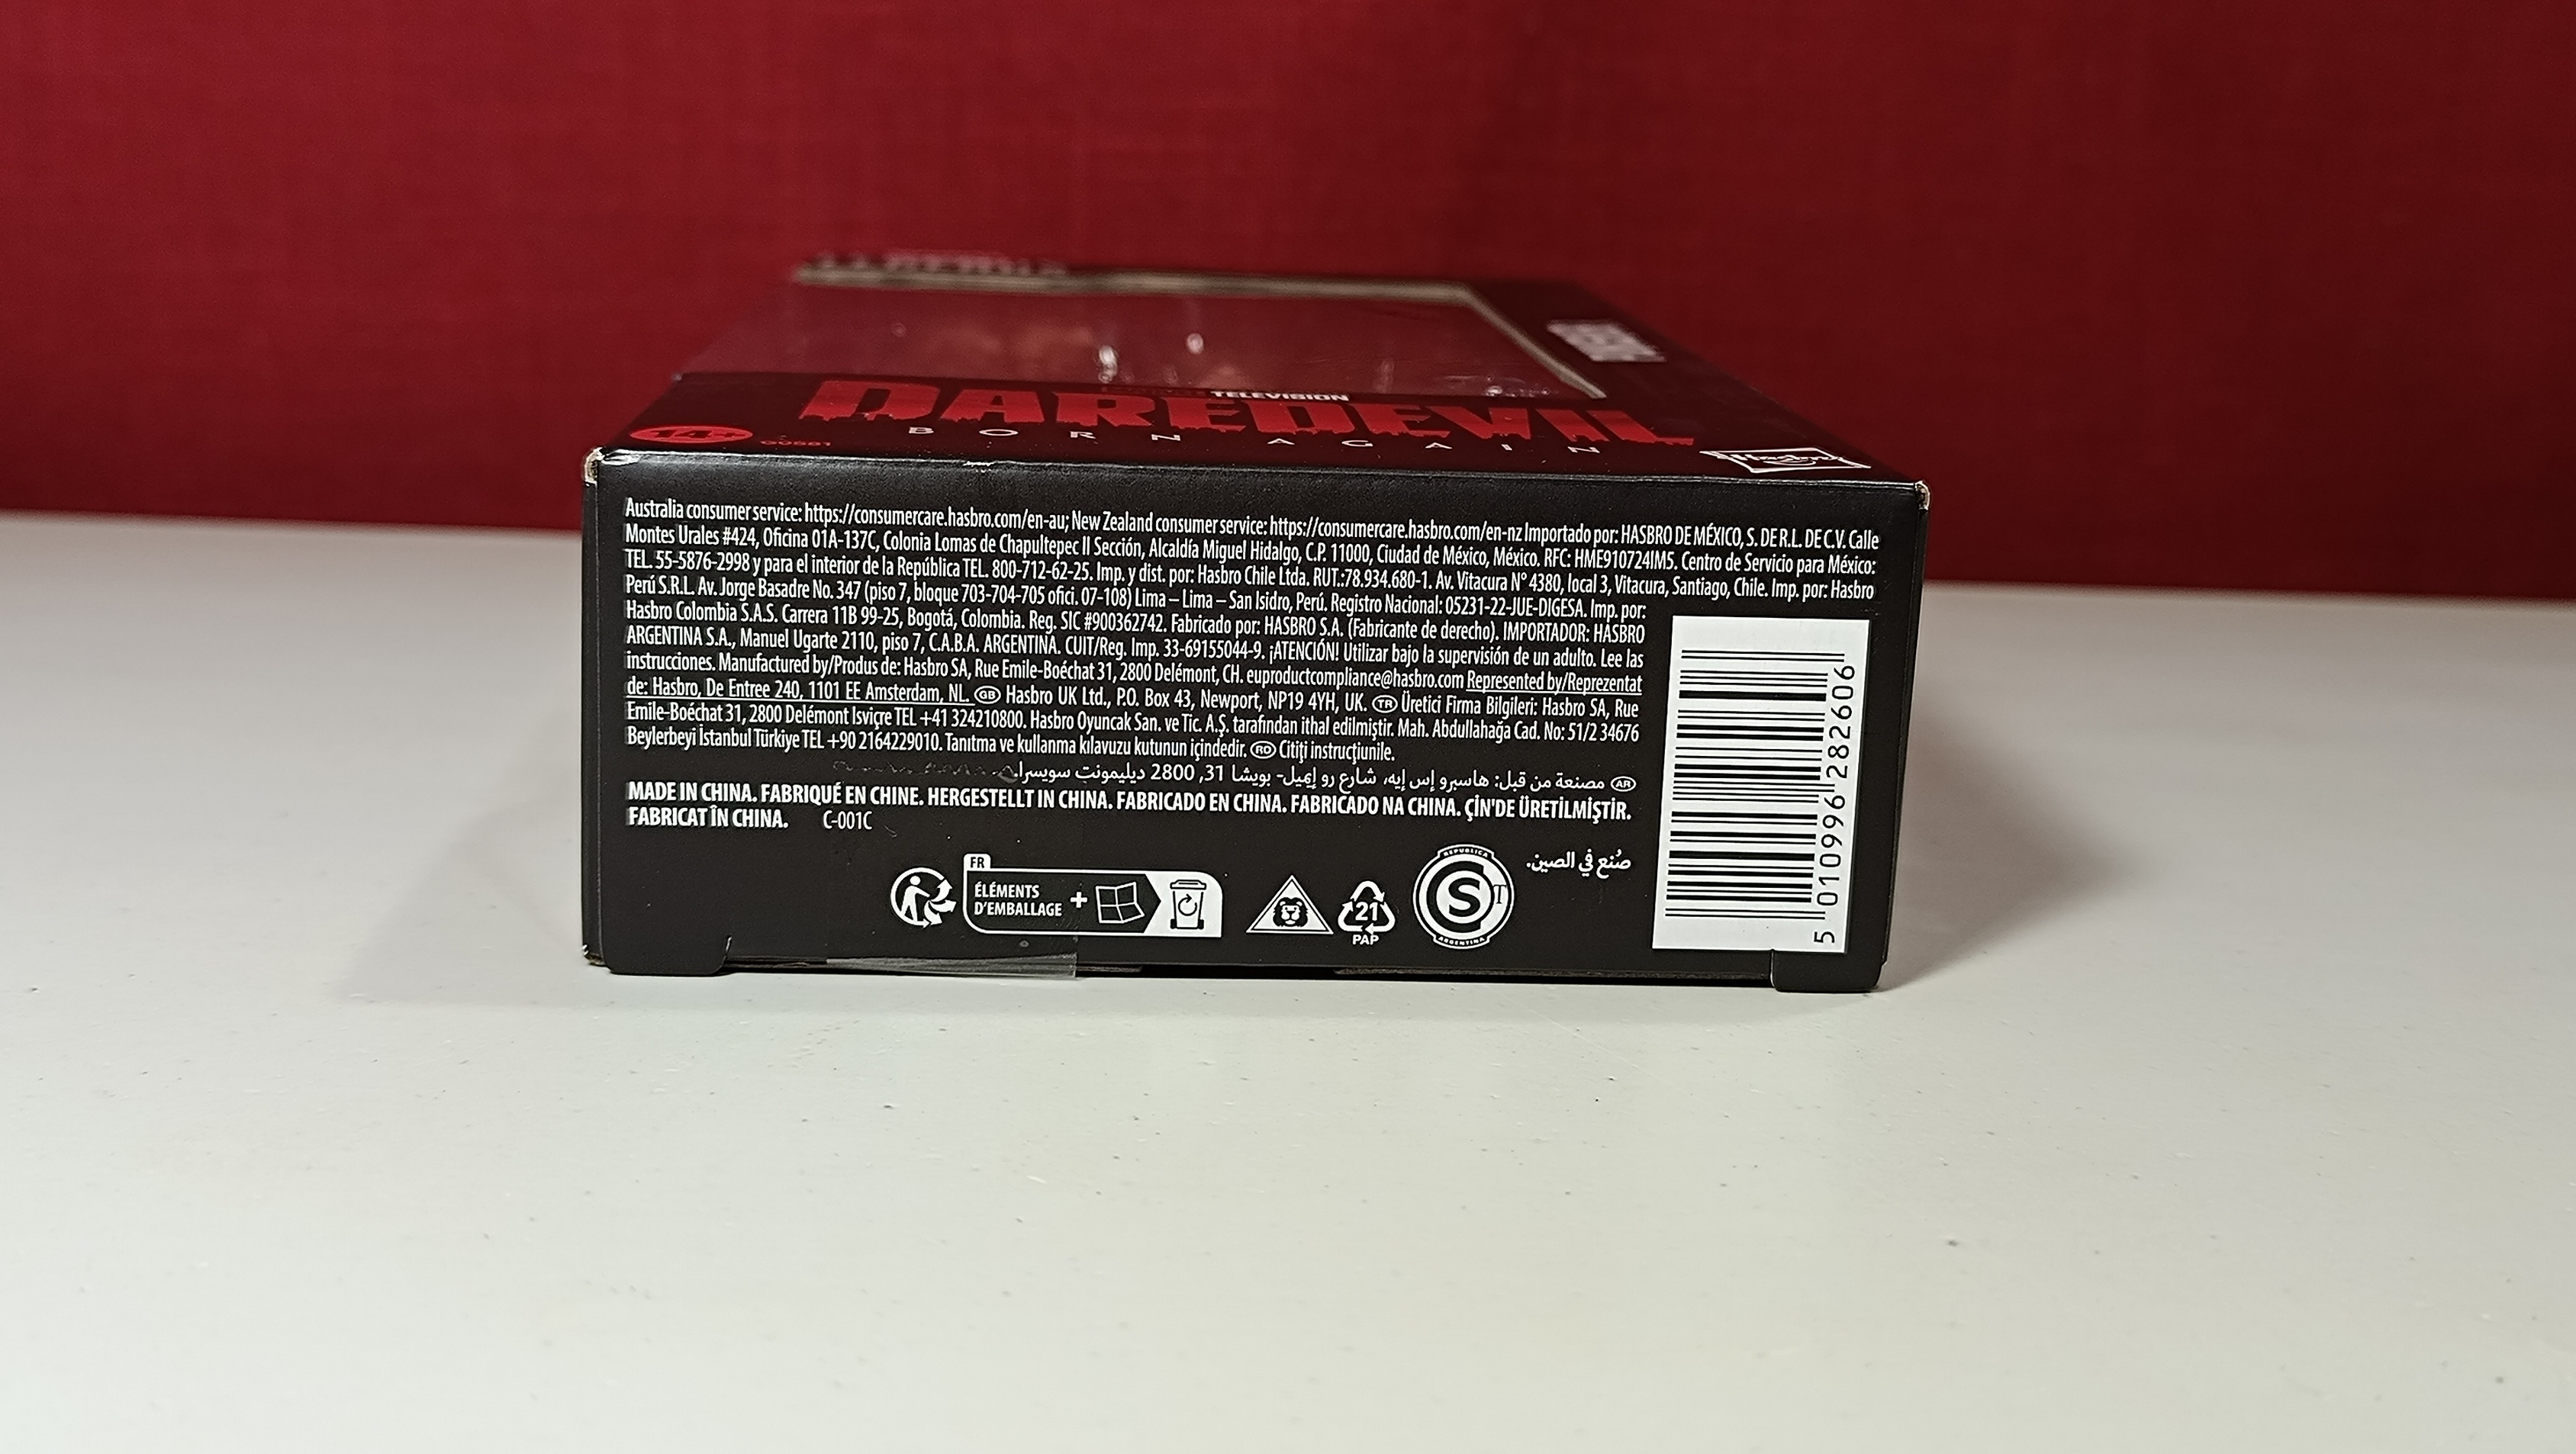 TELEVISION
DAREDEVIL
BORN AGAIN
14+
Hasbro
Australia consumer service: https://consumercare.hasbro.com/en-au; New Zealand consumer service: https://consumercare.hasbro.com/en-nz Importado por: HASBRO DE MÉXICO, S. DE R.L. DE C.V. Calle
Montes Urales #424, Oficina 01A-137C, Colonia Lomas de Chapultepec II Sección, Alcaldía Miguel Hidalgo, C.P. 11000, Ciudad de México, México. RFC: HME910724IM5. Centro de Servicio para México:
TEL. 55-5876-2998 y para el interior de la República TEL. 800-712-62-25. Imp. y dist. por: Hasbro Chile Ltda. RUT.:78.934.680-1. Av. Vitacura N° 4380, local 3, Vitacura, Santiago, Chile. Imp. por: Hasbro
Perú S.R.L. Av. Jorge Basadre No. 347 (piso 7, bloque 703-704-705 ofici. 07-108) Lima – Lima – San Isidro, Perú. Registro Nacional: 05231-22-JUE-DIGESA. Imp. por:
Hasbro Colombia S.A.S. Carrera 11B 99-25, Bogotá, Colombia. Reg. SIC #900362742. Fabricado por: HASBRO S.A. (Fabricante de derecho). IMPORTADOR: HASBRO
ARGENTINA S.A., Manuel Ugarte 2110, piso 7, C.A.B.A. ARGENTINA. CUIT/Reg. Imp. 33-69155044-9. ¡ATENCIÓN! Utilizar bajo la supervisión de un adulto. Lee las
instrucciones. Manufactured by/Produs de: Hasbro SA, Rue Emile-Boéchat 31, 2800 Delémont, CH. euproductcompliance@hasbro.com Represented by/Reprezentat
de: Hasbro, De Entree 240, 1101 EE Amsterdam, NL. GB Hasbro UK Ltd., P.O. Box 43, Newport, NP19 4YH, UK. TR Üretici Firma Bilgileri: Hasbro SA, Rue
Emile-Boéchat 31, 2800 Delémont Isviçre TEL +41 324210800. Hasbro Oyuncak San. ve Tic. A.Ş. tarafından ithal edilmiştir. Mah. Abdullahağa Cad. No: 51/2 34676
Beylerbeyi İstanbul Türkiye TEL +90 2164229010. Tanıtma ve kullanma kılavuzu kutunun içindedir. RO Citiți instrucțiunile.
AR مصنعة من قبل: هاسبرو إس إيه، شارع رو إميل- بويشا 31, 2800 ديليمونت سويسرا.
MADE IN CHINA. FABRIQUÉ EN CHINE. HERGESTELLT IN CHINA. FABRICADO EN CHINA. FABRICADO NA CHINA. ÇİN'DE ÜRETİLMİŞTİR.
FABRICAT ÎN CHINA. C-001C
صُنع في الصين.
FR
ÉLÉMENTS
D'EMBALLAGE +
21
PAP
REPUBLICA
S T
ARGENTINA
5 010996 282606